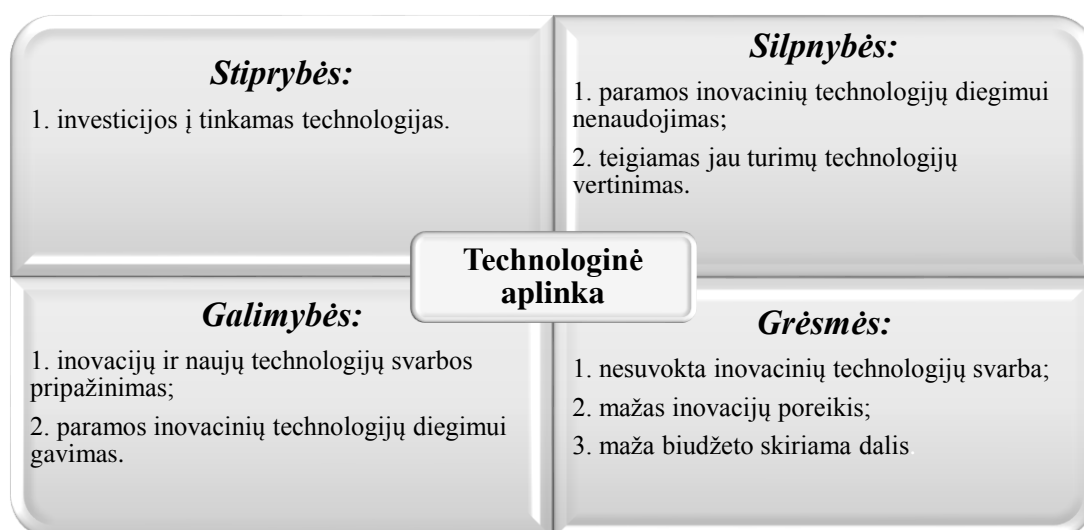 Stiprybės:
1. investicijos į tinkamas technologijas.
Silpnybės:
1. paramos inovacinių technologijų diegimui
nenaudojimas;
2. teigiamas jau turimų technologijų
vertinimas.
Technologinė
aplinka
Galimybės:
1. inovacijų ir naujų technologijų svarbos
pripažinimas;
2. paramos inovacinių technologijų diegimui
gavimas.
Grėsmės:
1. nesuvokta inovacinių technologijų svarba;
2. mažas inovacijų poreikis;
3. maža biudžeto skiriama dalis.